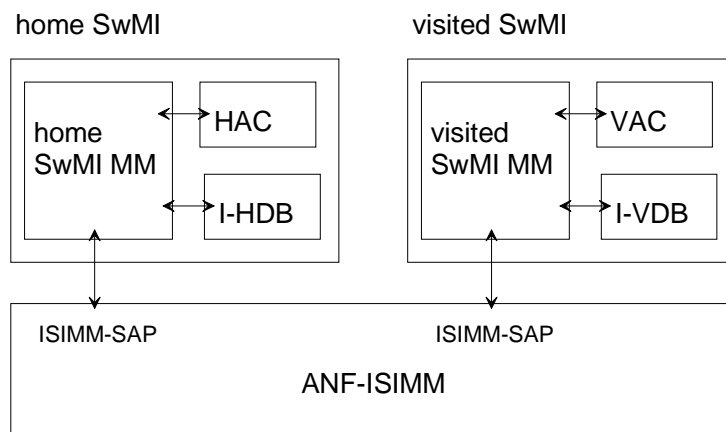 home SwMI
visited SwMI
home
SwMI MM
HAC
I-HDB
visited
SwMI MM
VAC
I-VDB
ISIMM-SAP
ISIMM-SAP
ANF-ISIMM